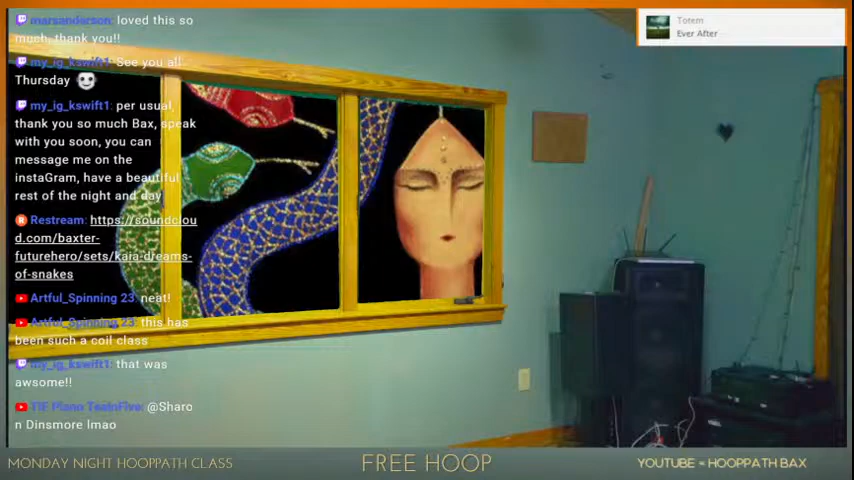 marsanderson: loved this so
much, thank you!!
my_ig_kswift1: See you all
Thursday
my_ig_kswift1: per usual,
thank you so much Bax, speak
with you soon, you can
message me on the
instaGram, have a beautiful
rest of the night and day
Restream: https://soundclou
d.com/baxter-
futurehero/sets/kaia-dreams-
of-snakes
Artful_Spinning 23: neat!
Artful_Spinning 23: this has
been such a coil class
my_ig_kswift1: that was
awsome!!
TIF Piano TeatnFive: @Sharo
n Dinsmore lmao
Totem
Ever After
MONDAY NIGHT HOOPPATH CLASS
FREE HOOP
YOUTUBE = HOOPPATH BAX